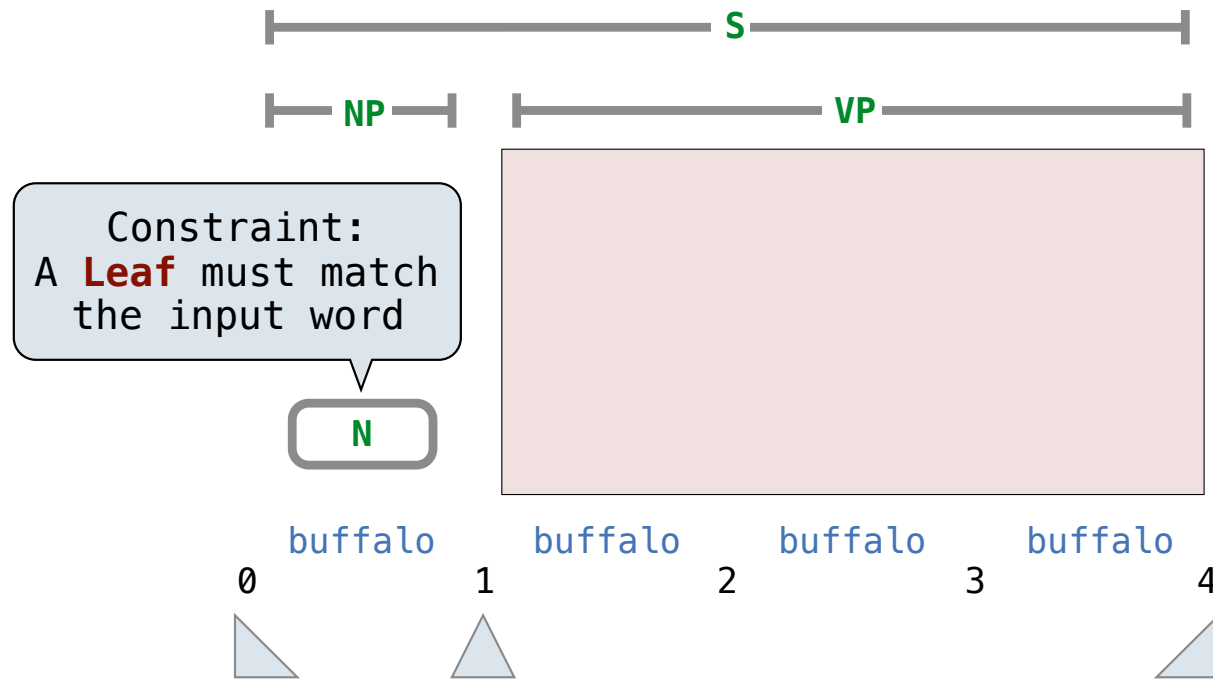 S
NP VP
Constraint:
A Leaf must match
the input word
N
buffalo buffalo buffalo buffalo
0 1 2 3 4